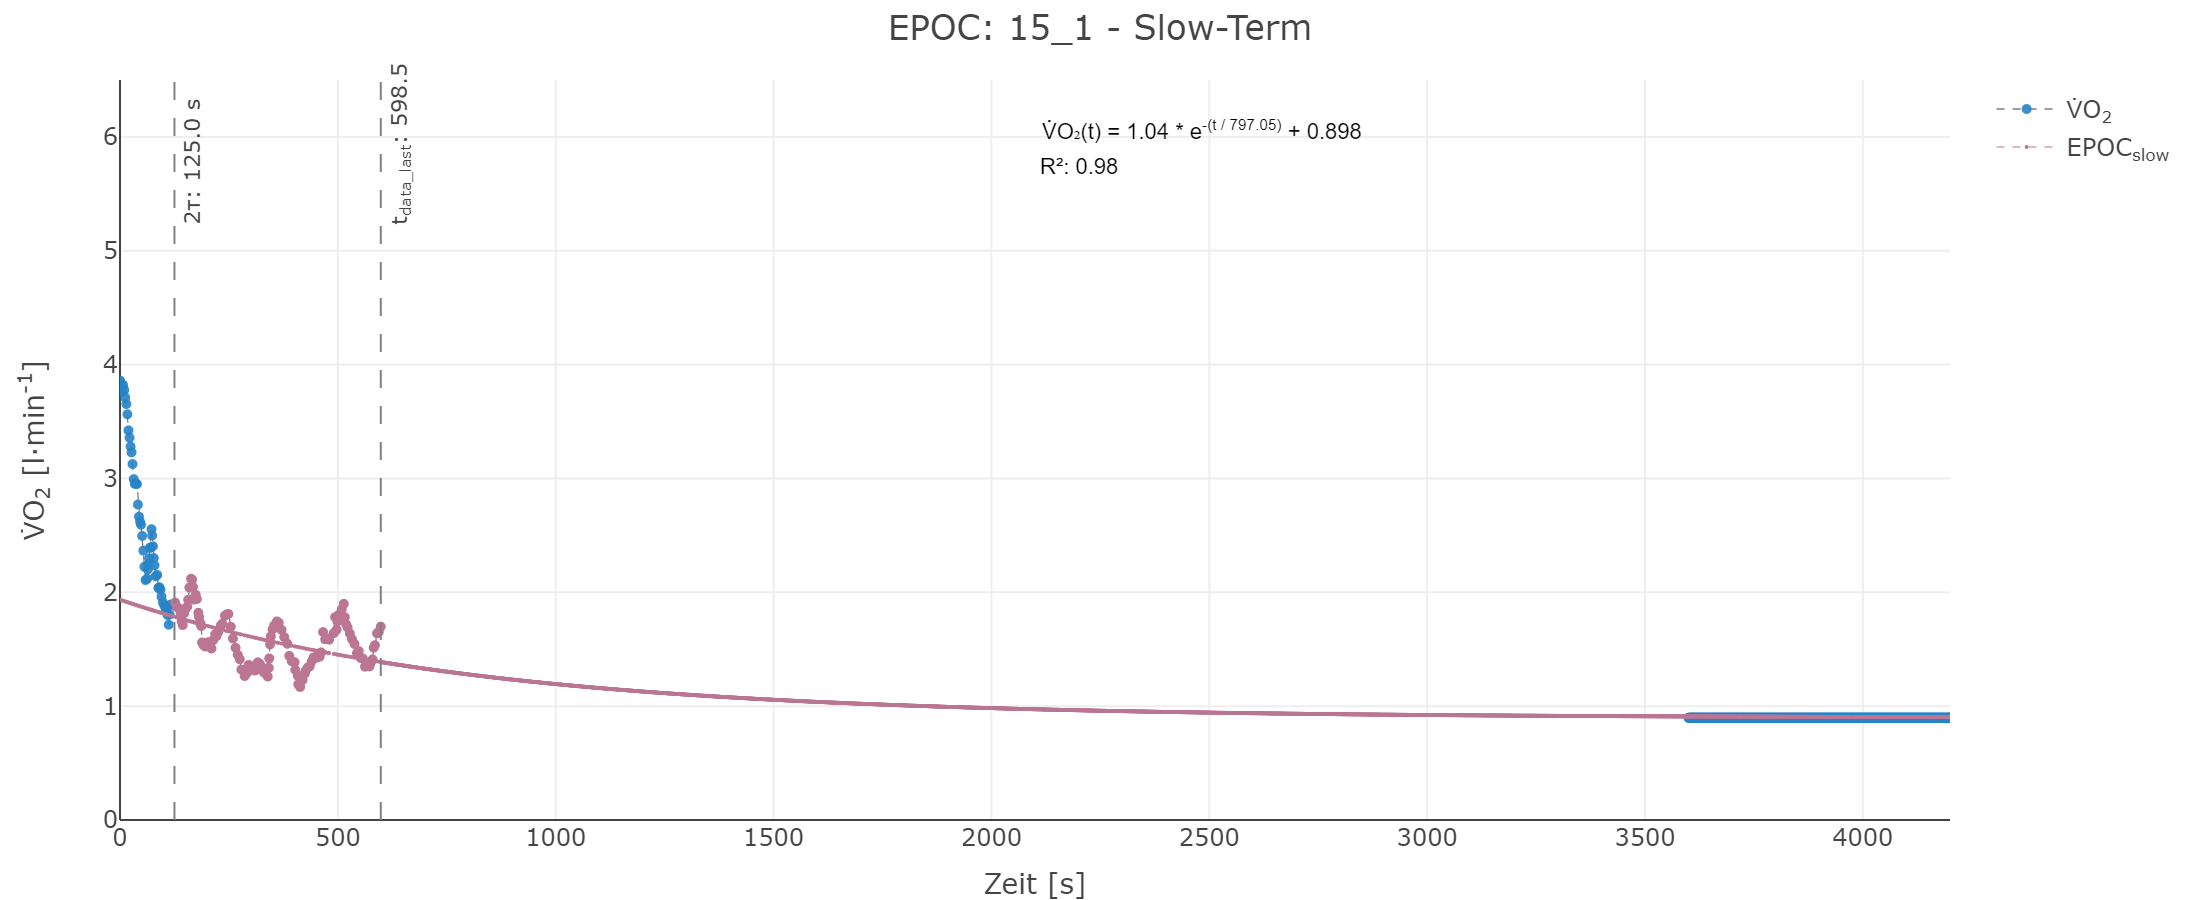 EPOC: 15_1 - Slow-Term
2τ: 125.0 s
t_data_last: 598.5
V̇O₂(t) = 1.04 * e^-(t / 797.05) + 0.898
R²: 0.98
V̇O₂
EPOC_slow
V̇O₂ [l·min⁻¹]
6
5
4
3
2
1
0
0 500 1000 1500 2000 2500 3000 3500 4000
Zeit [s]